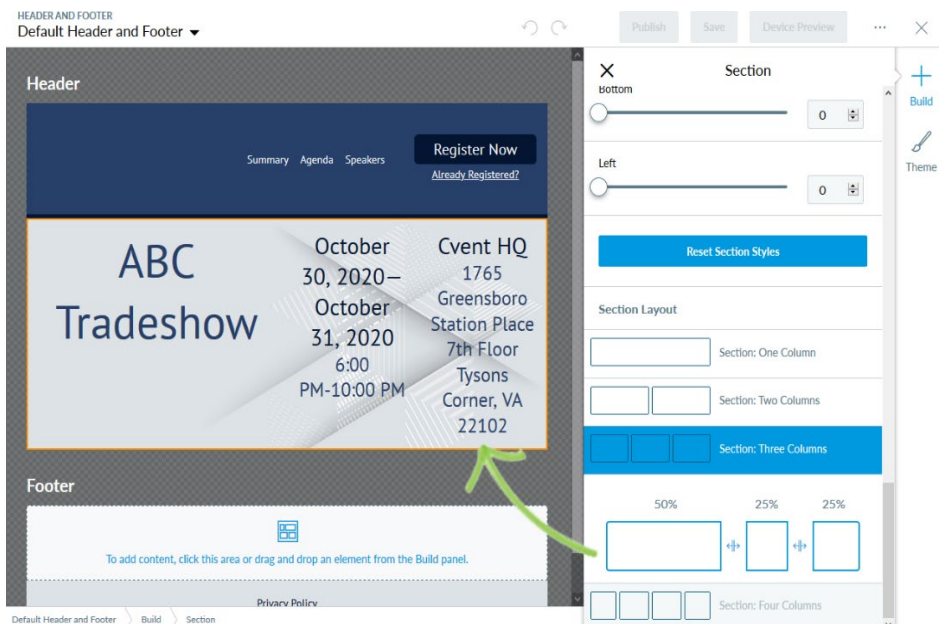 HEADER AND FOOTER
Default Header and Footer
Publish
Save
Device Preview
Header
Summary Agenda Speakers
Register Now
Already Registered?
ABC
Tradeshow
October
30, 2020—
October
31, 2020
6:00
PM-10:00 PM
Cvent HQ
1765
Greensboro
Station Place
7th Floor
Tysons
Corner, VA
22102
Footer
To add content, click this area or drag and drop an element from the Build panel.
Privacy Policy
Default Header and Footer
Build
Section
Section
Bottom
0
Left
0
Reset Section Styles
Section Layout
Section: One Column
Section: Two Columns
Section: Three Columns
50% 25% 25%
Section: Four Columns
Build
Theme